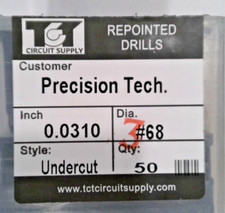 TCT
CIRCUIT SUPPLY
REPOINTED
DRILLS
Customer
Precision Tech.
Inch
Dia.
0.0310
#68
3
Style:
Qty:
Undercut
50
www.tctcircuitsupply.com